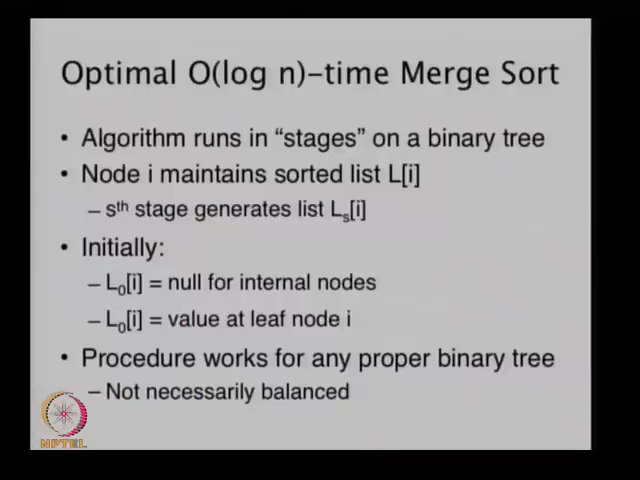 Optimal O(log n)-time Merge Sort
• Algorithm runs in “stages” on a binary tree
• Node i maintains sorted list L[i]
– sth stage generates list Ls[i]
• Initially:
– L0[i] = null for internal nodes
– L0[i] = value at leaf node i
• Procedure works for any proper binary tree
– Not necessarily balanced
NPTEL